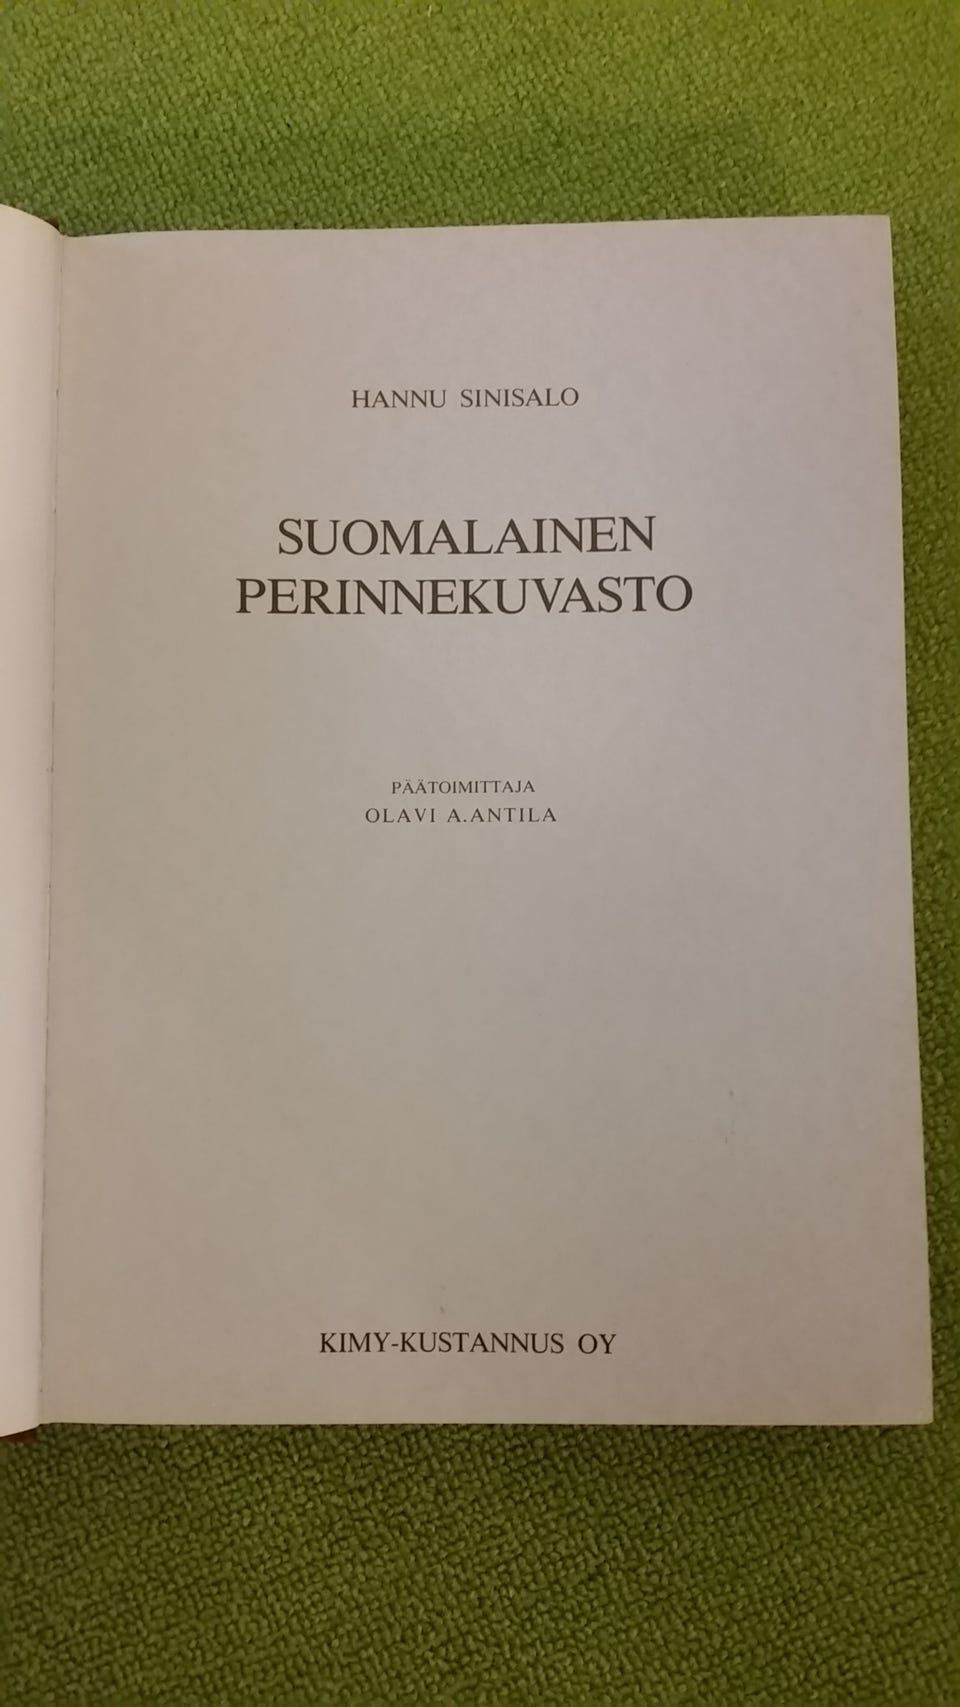 HANNU SINISALO
SUOMALAINEN
PERINNEKUVASTO
PÄÄTOIMITTAJA
OLAVI A.ANTILA
KIMY-KUSTANNUS OY